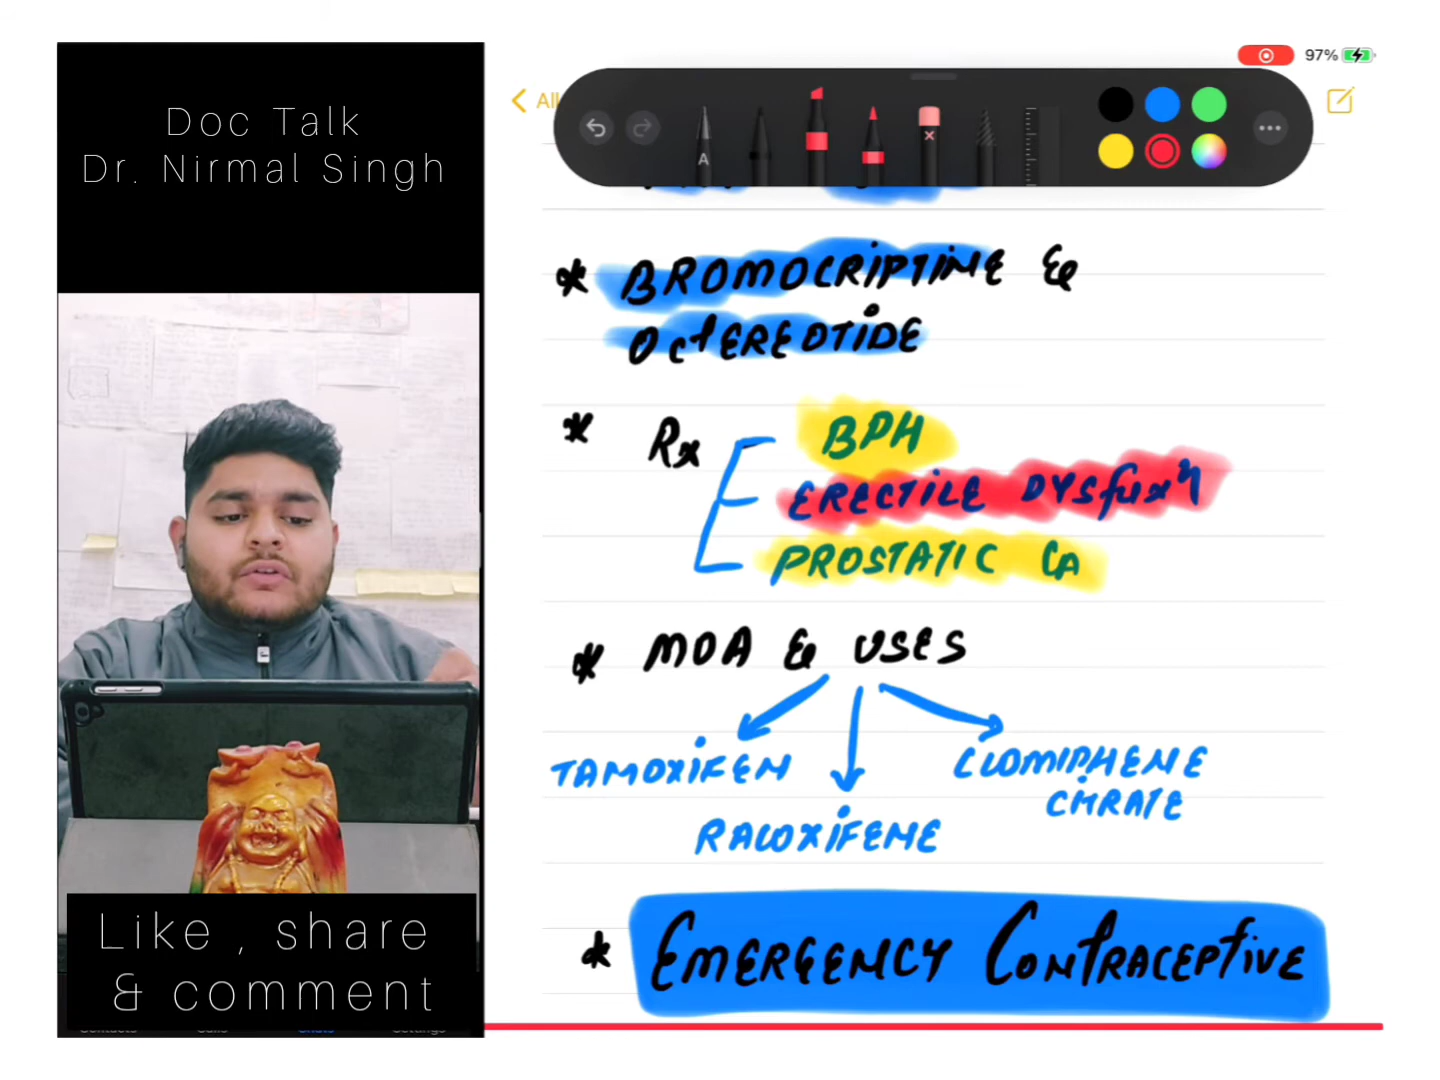 Doc Talk
Dr. Nirmal Singh
97%
All
A
* BROMOCRIPTINE &
OCTEREOTIDE
* Rx
BPH
ERECTILE DYSfuxn
PROSTATIC CA
* MOA & USES
TAMOXIFEN
CLOMIPHENE
CITRATE
RALOXIFENE
* EMERGENCY CONTRACEPTIVE
Like , share
& comment